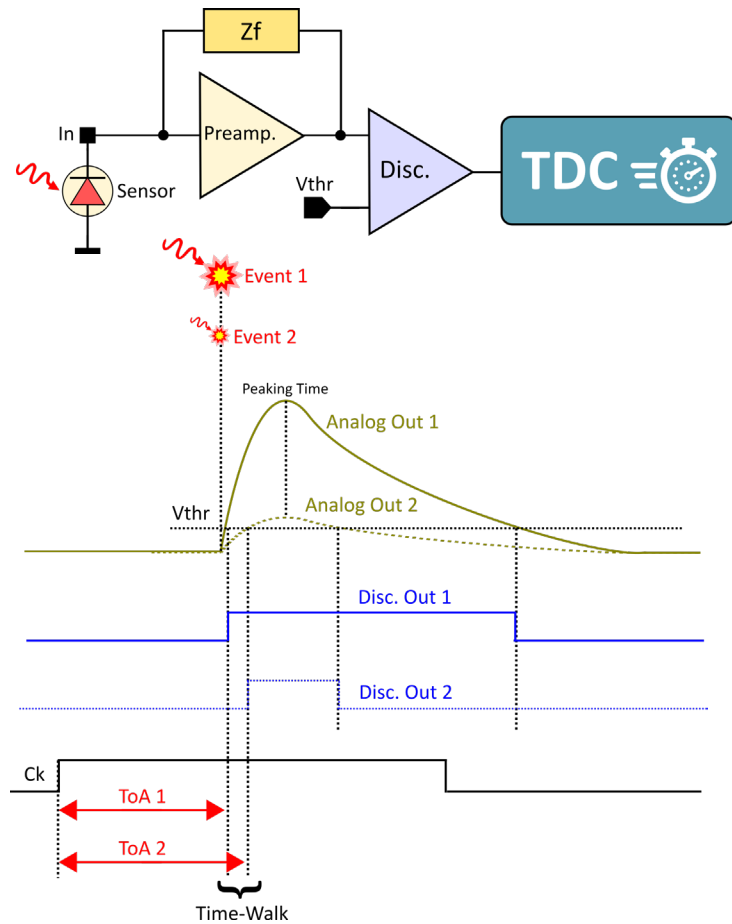 Zf
In
Preamp.
Sensor
Vthr
Disc.
TDC
Event 1
Event 2
Peaking Time
Analog Out 1
Analog Out 2
Vthr
Disc. Out 1
Disc. Out 2
Ck
ToA 1
ToA 2
Time-Walk